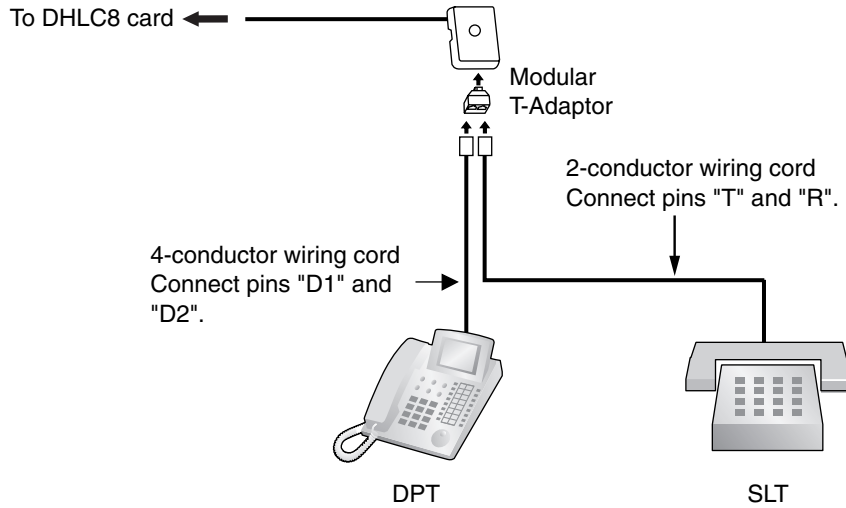 To DHLC8 card
Modular
T-Adaptor
2-conductor wiring cord
Connect pins "T" and "R".
4-conductor wiring cord
Connect pins "D1" and
"D2".
DPT
SLT